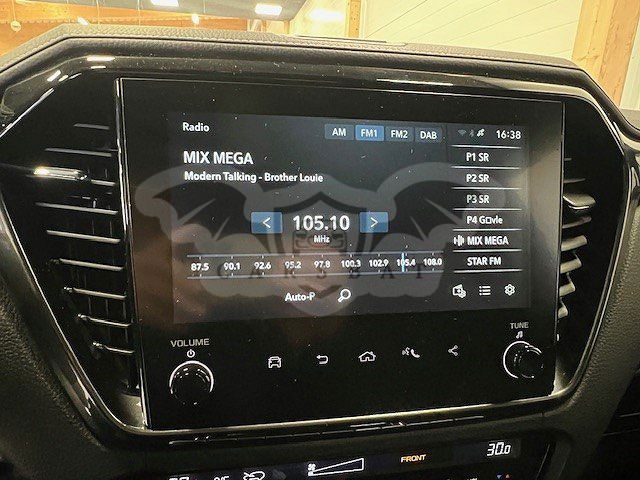 Radio
AM FM1 FM2 DAB
16:38
MIX MEGA
Modern Talking - Brother Louie
105.10
MHz
87.5 90.1 92.6 95.2 97.8 100.3 102.9 105.4 108.0
Auto-P
P1 SR
P2 SR
P3 SR
P4 G▯vle
MIX MEGA
STAR FM
VOLUME
TUNE
FRONT
30.0